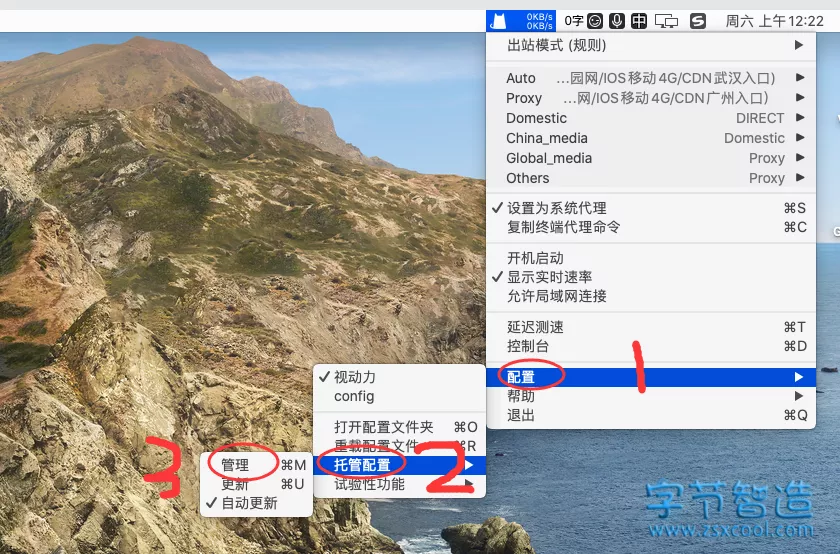 0KB/s
0KB/s
0字 中 S 周六 上午12:22
出站模式 (规则)
Auto …园网/IOS移动4G/CDN武汉入口)
Proxy …网/IOS移动4G/CDN广州入口)
Domestic DIRECT
China_media Domestic
Global_media Proxy
Others Proxy
设置为系统代理 ⌘S
复制终端代理命令 ⌘C
开机启动
显示实时速率
允许局域网连接
延迟测速 ⌘T
控制台 ⌘D
配置
帮助
退出 ⌘Q
1
视动力
config
打开配置文件夹 ⌘O
重载配置文件 ⌘R
托管配置
试验性功能
2
管理 ⌘M
更新 ⌘U
自动更新
3
字节智造
www.zsxcool.com